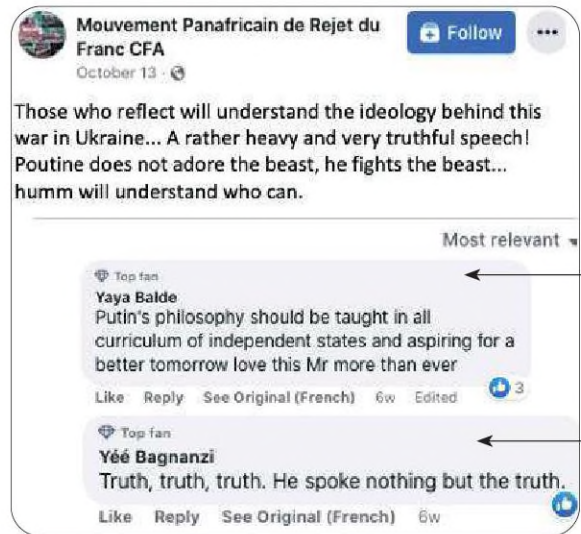 Mouvement Panafricain de Rejet du
Franc CFA
Follow
October 13
Those who reflect will understand the ideology behind this
war in Ukraine... A rather heavy and very truthful speech!
Poutine does not adore the beast, he fights the beast...
humm will understand who can.
Most relevant
Top fan
Yaya Balde
Putin's philosophy should be taught in all
curriculum of independent states and aspiring for a
better tomorrow love this Mr more than ever
Like Reply See Original (French) 6w Edited 3
Top fan
Yéé Bagnanzi
Truth, truth, truth. He spoke nothing but the truth.
Like Reply See Original (French) 6w